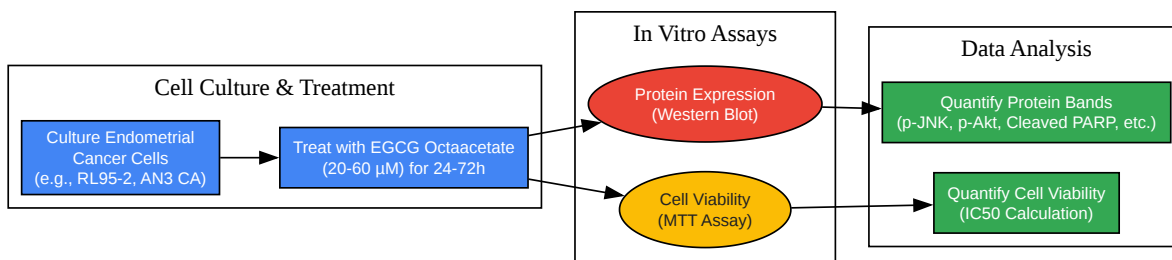 Cell Culture & Treatment
Culture Endometrial
Cancer Cells
(e.g., RL95-2, AN3 CA)
Treat with EGCG Octaacetate
(20-60 µM) for 24-72h
In Vitro Assays
Protein Expression
(Western Blot)
Cell Viability
(MTT Assay)
Data Analysis
Quantify Protein Bands
(p-JNK, p-Akt, Cleaved PARP, etc.)
Quantify Cell Viability
(IC50 Calculation)